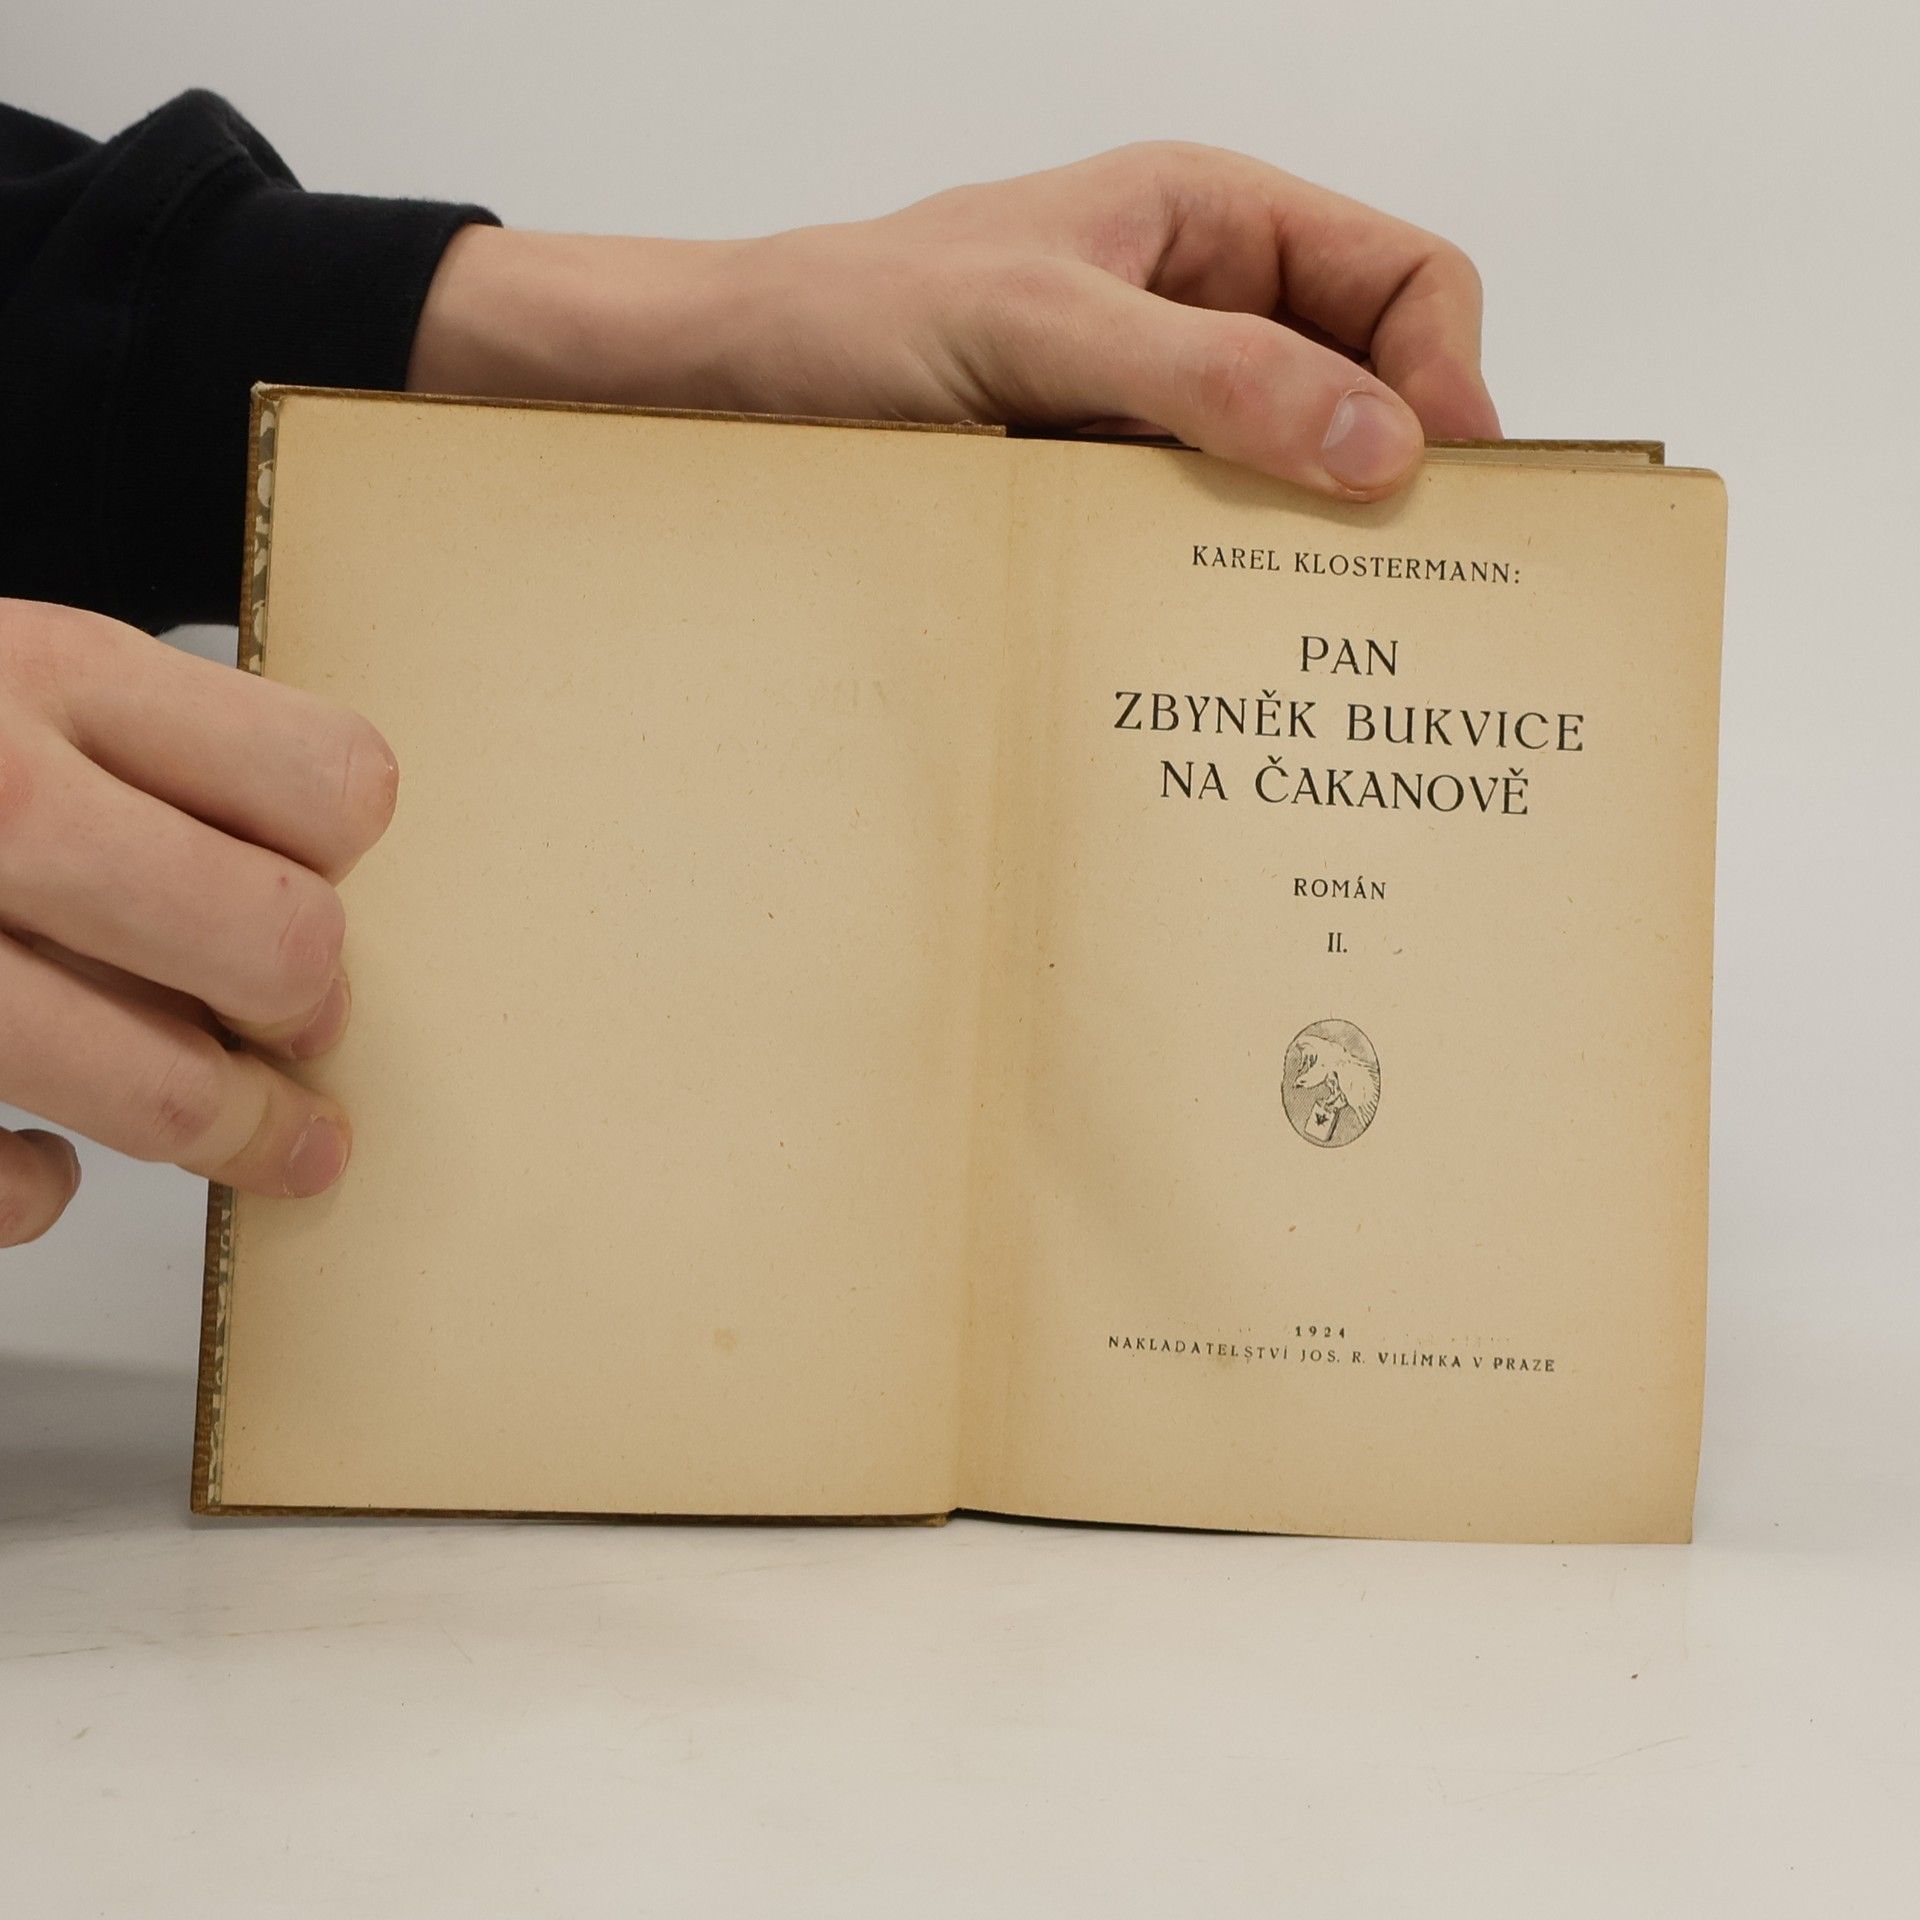 KAREL KLOSTERMANN:
PAN
ZBYNĚK BUKVICE
NA ČAKANOVĚ
ROMÁN
II.
1924
NAKLADATELSTVÍ JOS. R. VILÍMKA V PRAZE